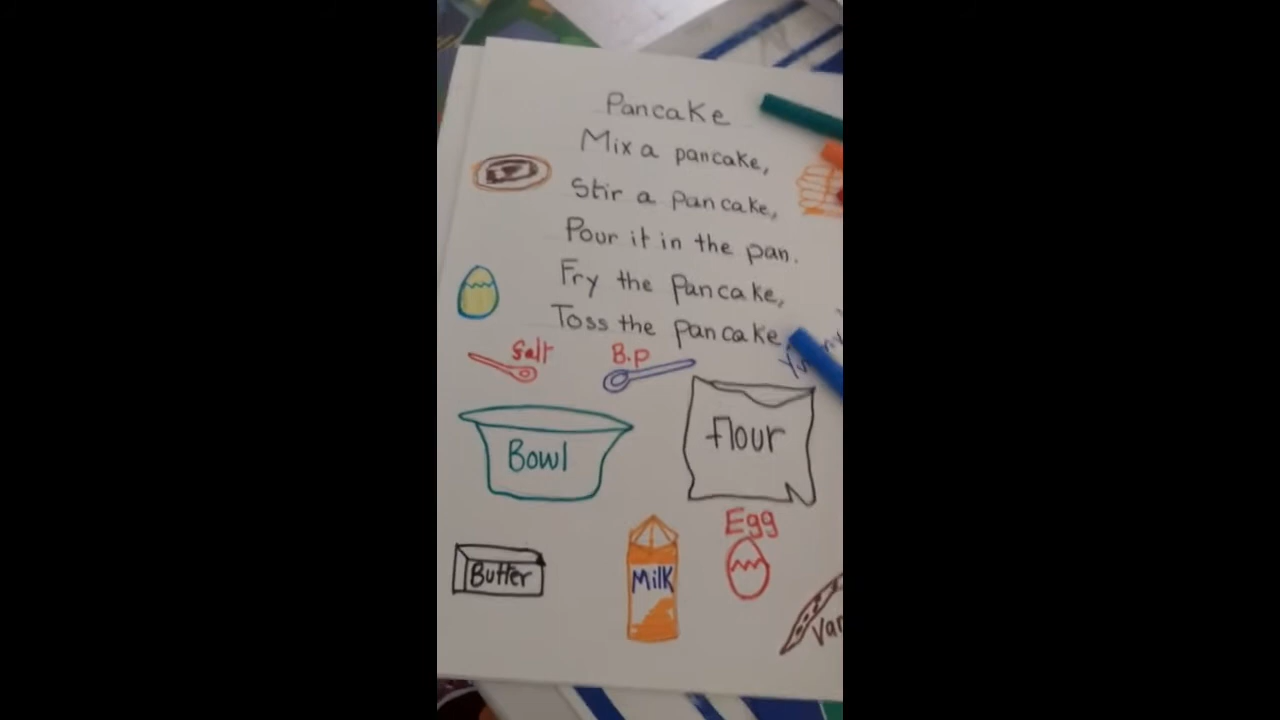 Pancake
Mix a pancake,
Stir a pancake,
Pour it in the pan.
Fry the Pancake,
Toss the pancake
Salt
B.p
Bowl
flour
Egg
Butter
Milk